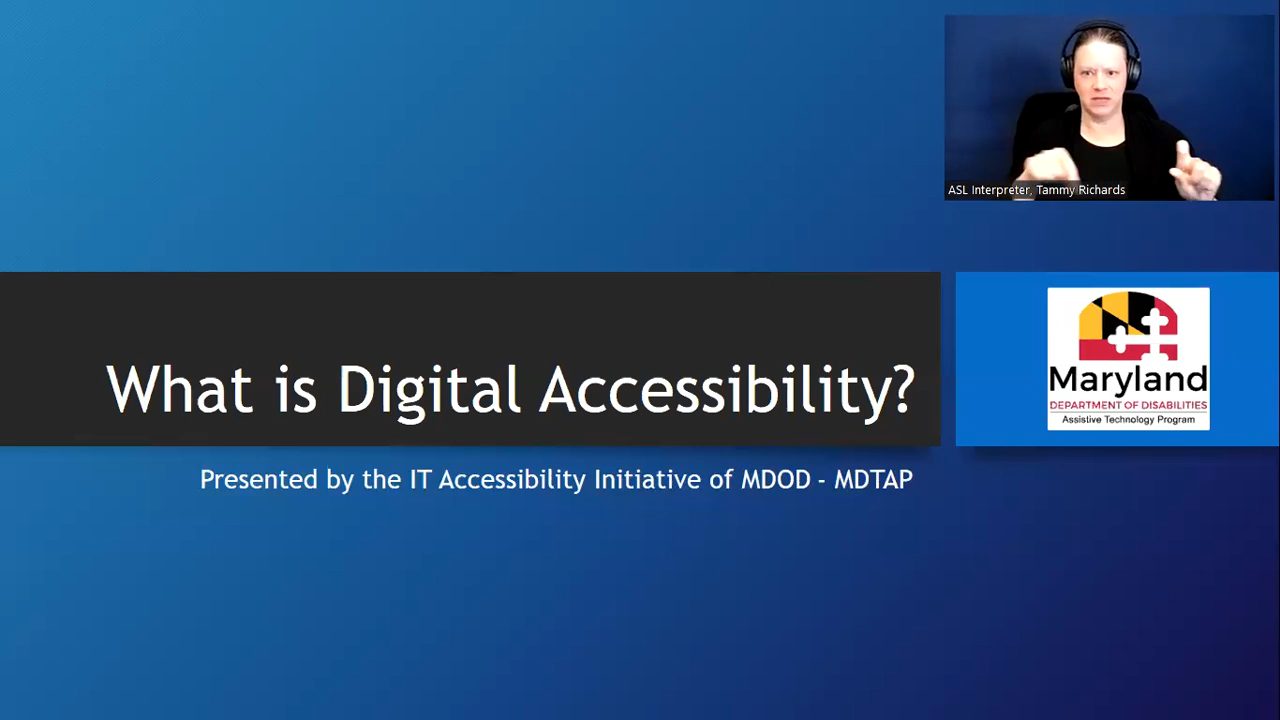 ASL Interpreter, Tammy Richards
What is Digital Accessibility?
Maryland
DEPARTMENT OF DISABILITIES
Assistive Technology Program
Presented by the IT Accessibility Initiative of MDOD - MDTAP